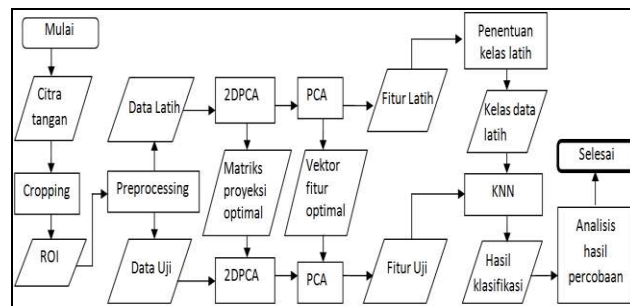 Mulai
Citra
tangan
Cropping
ROI
Preprocessing
Data Latih
Data Uji
2DPCA
Matriks
proyeksi
optimal
2DPCA
PCA
Vektor
fitur
optimal
PCA
Fitur Latih
Fitur Uji
Penentuan
kelas latih
Kelas data
latih
KNN
Hasil
klasifikasi
Analisis
hasil
percobaan
Selesai